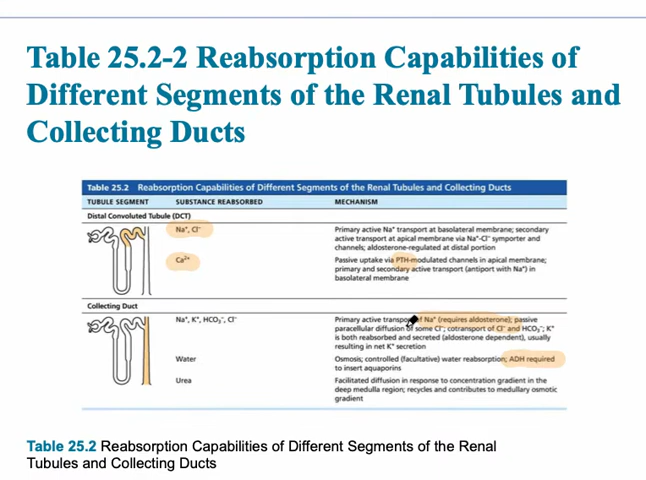 Table 25.2-2 Reabsorption Capabilities of
Different Segments of the Renal Tubules and
Collecting Ducts
Table 25.2 Reabsorption Capabilities of Different Segments of the Renal Tubules and Collecting Ducts
TUBULE SEGMENT SUBSTANCE REABSORBED MECHANISM
Distal Convoluted Tubule (DCT)
Na⁺, Cl⁻ Primary active Na⁺ transport at basolateral membrane; secondary
active transport at apical membrane via Na⁺-Cl⁻ symporter and
channels; aldosterone-regulated at distal portion
Ca²⁺ Passive uptake via PTH-modulated channels in apical membrane;
primary and secondary active transport (antiport with Na⁺) in
basolateral membrane
Collecting Duct
Na⁺, K⁺, HCO₃⁻, Cl⁻ Primary active transport of Na⁺ (requires aldosterone); passive
paracellular diffusion of some Cl⁻; cotransport of Cl⁻ and HCO₃⁻; K⁺
is both reabsorbed and secreted (aldosterone dependent), usually
resulting in net K⁺ secretion
Water Osmosis; controlled (facultative) water reabsorption; ADH required
to insert aquaporins
Urea Facilitated diffusion in response to concentration gradient in the
deep medulla region; recycles and contributes to medullary osmotic
gradient
Table 25.2 Reabsorption Capabilities of Different Segments of the Renal
Tubules and Collecting Ducts